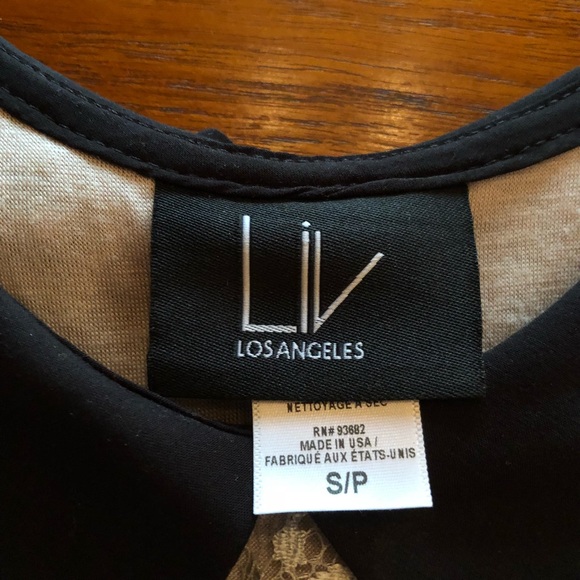 Liv
LOS ANGELES
NETTOYAGE A SEC
RN# 93682
MADE IN USA /
FABRIQUÉ AUX ÉTATS-UNIS
S/P